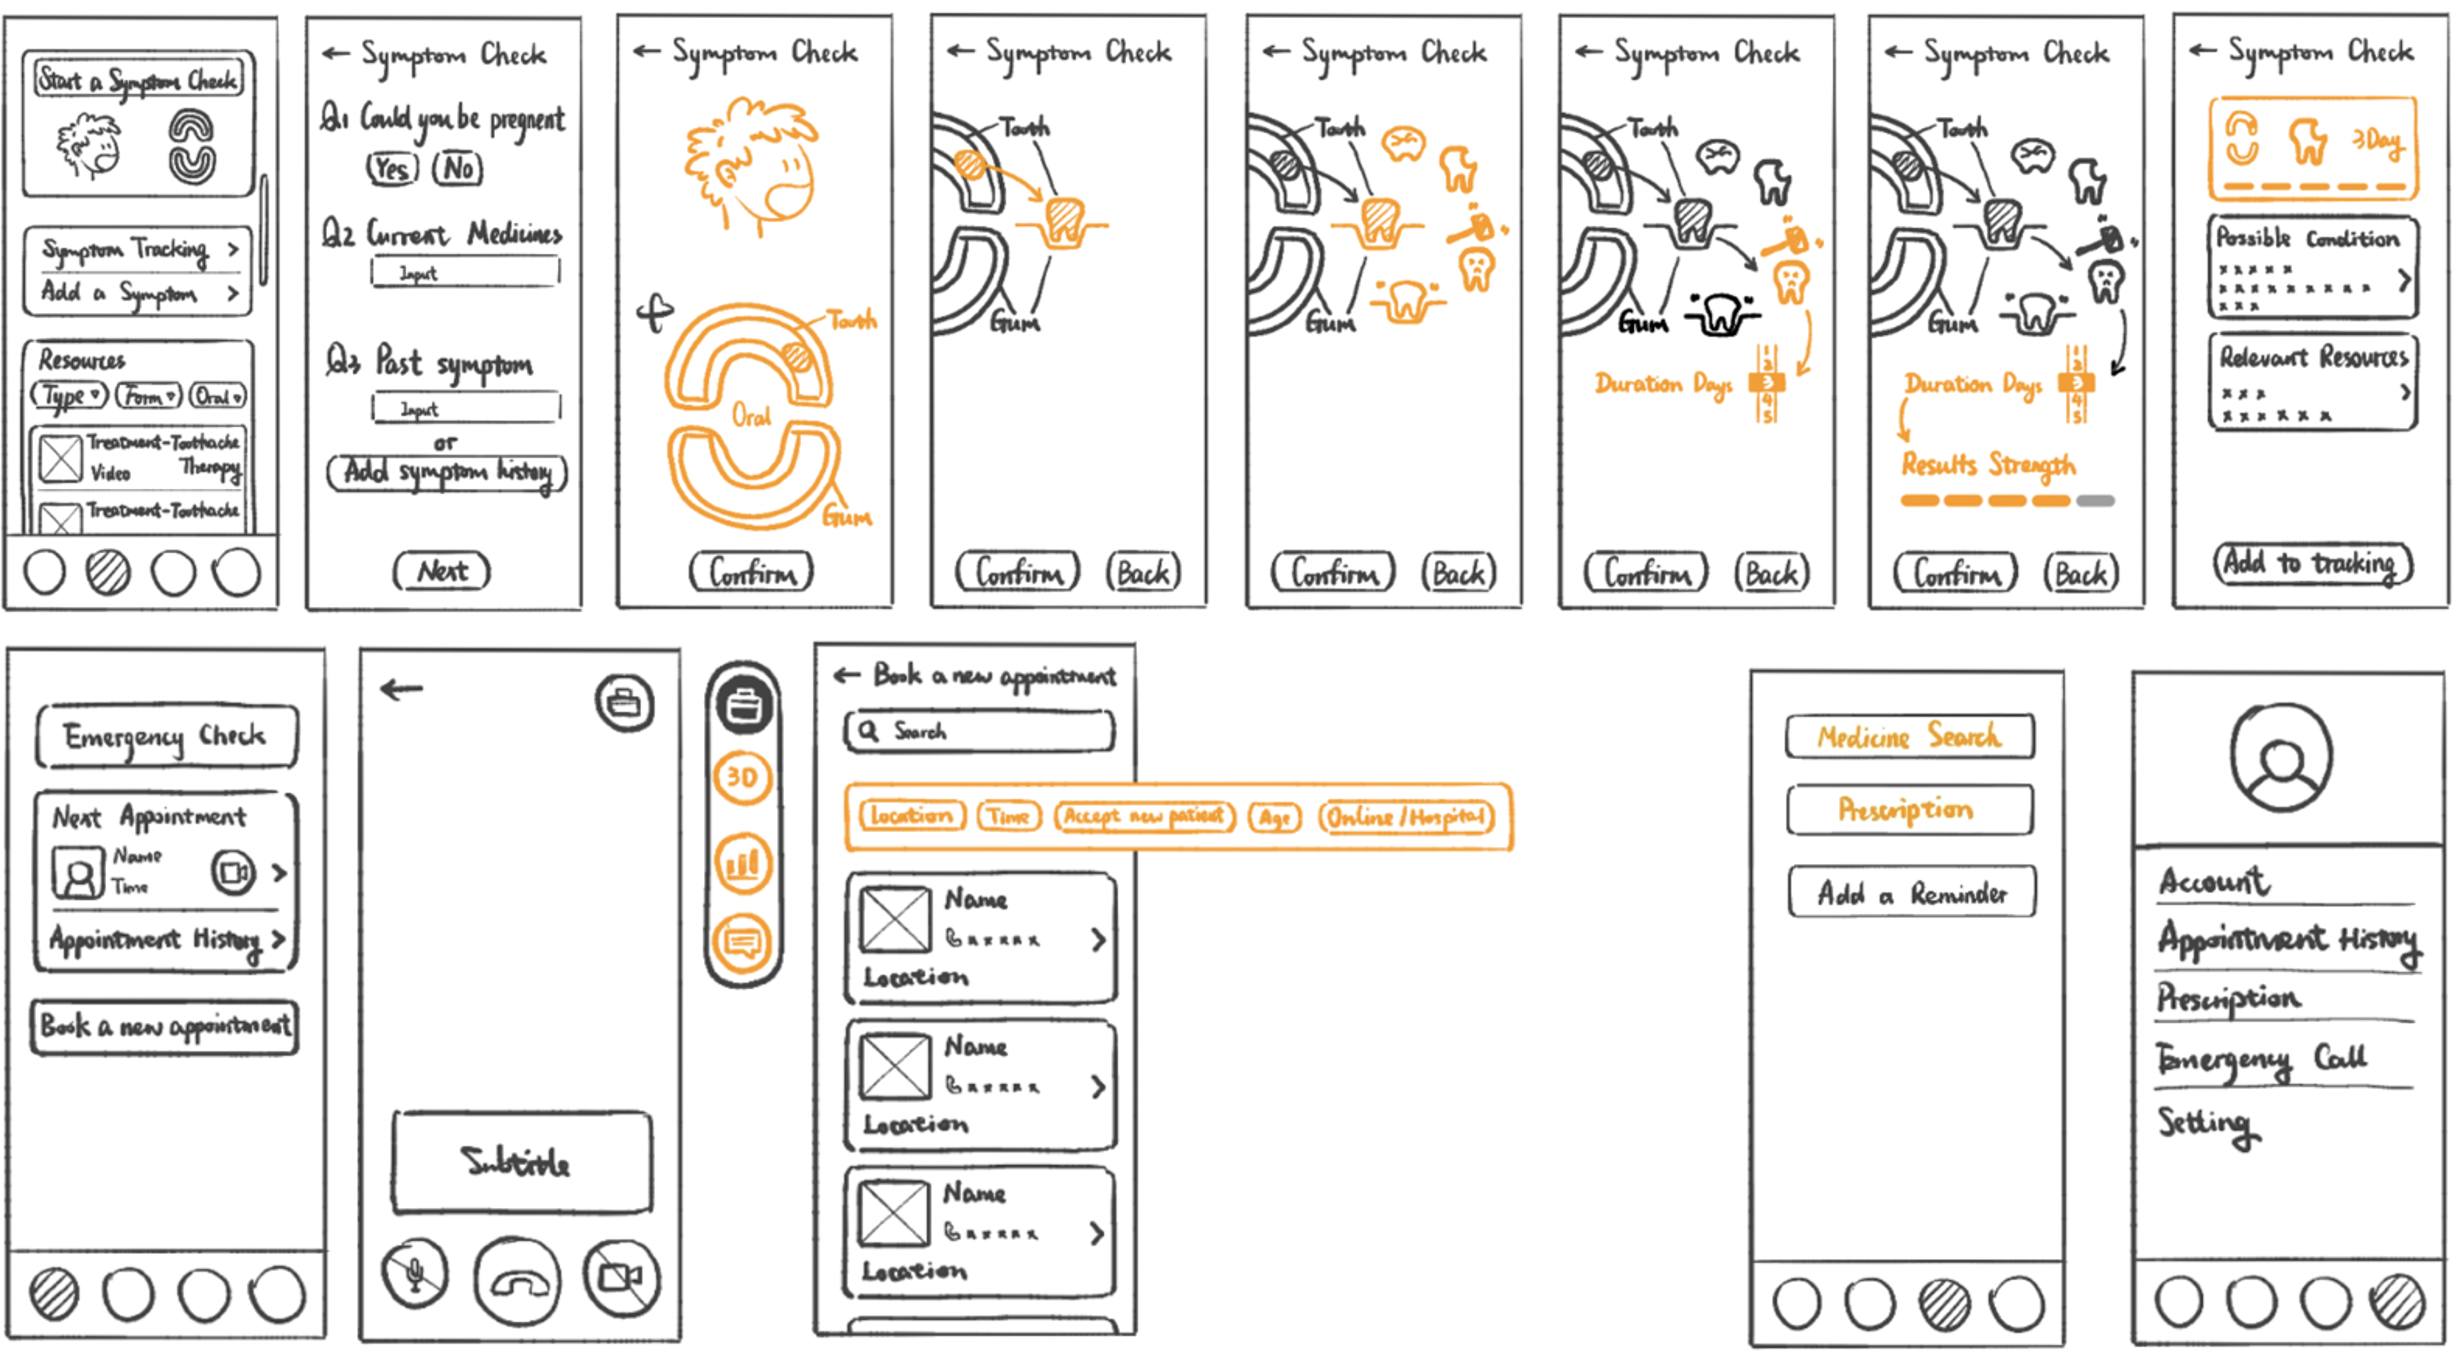 Start a Symptom Check
Symptom Tracking >
Add a Symptom >
Resources
Type Form Oral
Treatment-Toothache
Video Therapy
Treatment-Toothache
← Symptom Check
Q1 Could you be pregnent
Yes No
Q2 Current Medicines
Input
Q3 Past symptom
Input
or
Add symptom history
Next
← Symptom Check
Tooth
Oral
Gum
Confirm
← Symptom Check
Tooth
Gum
Confirm Back
← Symptom Check
Tooth
Gum
Confirm Back
← Symptom Check
Tooth
Gum
1
2
Duration Days 3
4
5
Confirm Back
← Symptom Check
Tooth
Gum
1
2
Duration Days 3
4
5
Results Strength
Confirm Back
← Symptom Check
3 Day
Possible Condition
x x x x x
x x x x x x x x x
x x x
Relevant Resources
x x x
x x x x x x
Add to tracking
Emergency Check
Next Appointment
Name
Time
Appointment History >
Book a new appointment
Subtitle
3D
← Book a new appointment
Search
Location Time Accept new patient Age Online/Hospital
Name
x x x x x
Location
Name
x x x x x
Location
Name
x x x x x
Location
Medicine Search
Prescription
Add a Reminder
Account
Appointment History
Prescription
Emergency Call
Setting